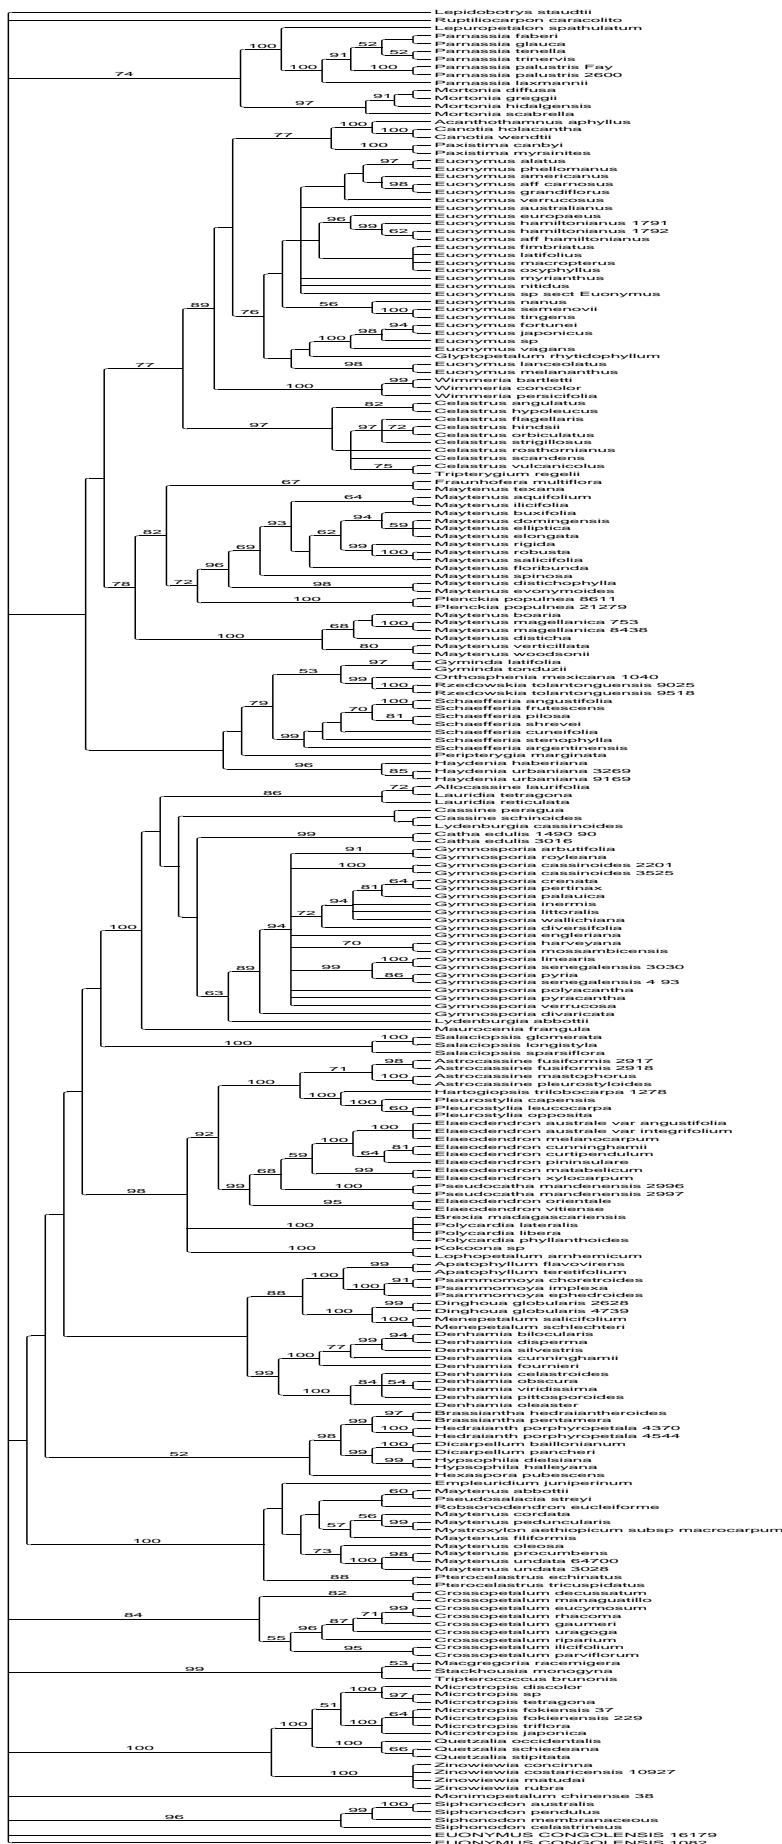 Lepidobotrys staudtii
Ruptiliocarpon caracolito
Lepuropetalon spathulatum
100
Parnassia faberi
52
Parnassia glauca
91
Parnassia tenella
52
Parnassia trinervis
100
100
Parnassia palustris Fay
74
Parnassia palustris 2600
Parnassia laxmannii
Mortonia diffusa
91
Mortonia greggii
97
Mortonia hidalgensis
Mortonia scabrella
Acanthothamnus aphyllus
100
Canotia holacantha
77
100
Canotia wendtii
Paxistima canbyi
100
Paxistima myrsinites
Euonymus alatus
97
Euonymus phellomanus
Euonymus americanus
Euonymus aff carnosus
98
Euonymus grandiflorus
Euonymus verrucosus
Euonymus australianus
Euonymus europaeus
96
Euonymus hamiltonianus 1791
99
Euonymus hamiltonianus 1792
62
Euonymus aff hamiltonianus
Euonymus fimbriatus
Euonymus latifolius
Euonymus macropterus
Euonymus oxyphyllus
89
Euonymus myrianthus
Euonymus nitidus
Euonymus sp sect Euonymus
Euonymus nanus
56
Euonymus semenovii
76
100
Euonymus tingens
Euonymus fortunei
94
Euonymus japonicus
98
Euonymus sp
100
Euonymus vagans
Glyptopetalum rhytidophyllum
Euonymus lanceolatus
77
98
Euonymus melananthus
Wimmeria bartletti
99
Wimmeria concolor
100
Wimmeria persicifolia
Celastrus angulatus
82
Celastrus hypoleucus
Celastrus flagellaris
Celastrus hindsii
97
97
72
Celastrus orbiculatus
Celastrus strigillosus
Celastrus rosthornianus
Celastrus scandens
Celastrus vulcanicolus
75
Tripterygium regelii
Fraunhofera multiflora
67
Maytenus texana
Maytenus aquifolium
64
Maytenus ilicifolia
Maytenus buxifolia
94
Maytenus domingensis
93
Maytenus elliptica
59
Maytenus elongata
62
82
Maytenus rigida
99
Maytenus robusta
69
100
Maytenus salicifolia
Maytenus floribunda
96
Maytenus spinosa
Maytenus distichophylla
78
72
98
Maytenus evonymoides
Plenckia populnea 8611
100
Plenckia populnea 21279
Maytenus boaria
Maytenus magellanica 753
68
100
Maytenus magellanica 8438
100
Maytenus disticha
Maytenus verticillata
80
Maytenus woodsonii
Gyminda latifolia
97
Gyminda tonduzii
53
Orthosphenia mexicana 1040
99
Rzedowskia tolantonguensis 9025
100
Rzedowskia tolantonguensis 9518
Schaefferia angustifolia
79
100
Schaefferia frutescens
70
Schaefferia pilosa
81
Schaefferia shrevei
Schaefferia cuneifolia
99
Schaefferia stenophylla
Schaefferia argentinensis
Peripterygia marginata
Haydenia haberiana
96
Haydenia urbaniana 3269
85
Haydenia urbaniana 9169
Allocassine laurifolia
72
86
Lauridia tetragona
Lauridia reticulata
Cassine peragua
Cassine schinoides
Lydenburgia cassinoides
Catha edulis 1490 90
99
Catha edulis 3016
Gymnosporia arbutifolia
91
Gymnosporia royleana
Gymnosporia cassinoides 2201
100
Gymnosporia cassinoides 3525
Gymnosporia crenata
64
Gymnosporia pertinax
81
Gymnosporia palauica
94
Gymnosporia inermis
Gymnosporia littoralis
72
Gymnosporia wallichiana
Gymnosporia diversifolia
100
94
Gymnosporia engleriana
Gymnosporia harveyana
70
Gymnosporia mossambicensis
Gymnosporia linearis
100
Gymnosporia senegalensis 3030
89
99
Gymnosporia pyria
86
Gymnosporia senegalensis 4 93
Gymnosporia polyacantha
63
Gymnosporia pyracantha
Gymnosporia verrucosa
Gymnosporia divaricata
Lydenburgia abbottii
Maurocenia frangula
Salaciopsis glomerata
100
100
Salaciopsis longistyla
Salaciopsis sparsiflora
Astrocassine fusiformis 2917
98
Astrocassine fusiformis 2918
71
Astrocassine mastophorus
100
100
Astrocassine pleurostyloides
Hartogiopsis trilobocarpa 1278
100
Pleurostylia capensis
100
Pleurostylia leucocarpa
60
Pleurostylia opposita
Elaeodendron australe var angustifolia
100
Elaeodendron australe var integrifolium
92
100
Elaeodendron melanocarpum
Elaeodendron cunninghamii
81
59
64
Elaeodendron curtipendulum
Elaeodendron pininsulare
68
Elaeodendron matabelicum
99
Elaeodendron xylocarpum
99
Pseudocatha mandenensis 2996
98
100
Pseudocatha mandenensis 2997
Elaeodendron orientale
95
Elaeodendron vitiense
Brexia madagascariensis
Polycardia lateralis
100
Polycardia libera
Polycardia phyllanthoides
Kokoona sp
100
Lophopetalum arnhemicum
Apatophyllum flavovirens
99
Apatophyllum teretifolium
100
Psammomoya choretroides
91
100
Psammomoya implexa
88
Psammomoya ephedroides
Dinghoua globularis 2628
99
Dinghoua globularis 4739
100
Menepetalum salicifolium
100
Menepetalum schlechteri
Denhamia bilocularis
94
Denhamia disperma
99
Denhamia silvestris
77
Denhamia cunninghamii
100
Denhamia fournieri
99
Denhamia celastroides
Denhamia obscura
84
54
Denhamia viridissima
100
Denhamia pittosporoides
Denhamia oleaster
Brassiantha hedraiantheroides
97
Brassiantha pentamera
99
Hedraianth porphyropetala 4370
100
Hedraianth porphyropetala 4544
98
Dicarpellum baillonianum
100
Dicarpellum pancheri
99
52
Hypsophila dielsiana
99
Hypsophila halleyana
Hexaspora pubescens
Empleuridium juniperinum
Maytenus abbottii
60
Pseudosalacia streyi
Robsonodendron eucleiforme
Maytenus cordata
56
Maytenus peduncularis
99
57
Mystroxylon aethiopicum subsp macrocarpum
Maytenus filiformis
100
Maytenus oleosa
73
Maytenus procumbens
98
Maytenus undata 64700
100
Maytenus undata 3028
Pterocelastrus echinatus
88
Pterocelastrus tricuspidatus
Crossopetalum decussatum
82
Crossopetalum managuatillo
Crossopetalum eucymosum
99
84
71
Crossopetalum rhacoma
87
Crossopetalum gaumeri
96
Crossopetalum uragoga
55
Crossopetalum riparium
Crossopetalum ilicifolium
95
Crossopetalum parviflorum
Macgregoria racemigera
53
99
Stackhousia monogyna
Tripterococcus brunonis
Microtropis discolor
100
Microtropis sp
97
Microtropis tetragona
51
Microtropis fokiensis 37
64
Microtropis fokienensis 229
100
100
Microtropis triflora
Microtropis japonica
Quetzalia occidentalis
100
Quetzalia schiedeana
100
66
Quetzalia stipitata
Zinowiewia concinna
Zinowiewia costaricensis 10927
100
Zinowiewia matudai
Zinowiewia rubra
Monimopetalum chinense 38
Siphonodon australis
100
Siphonodon pendulus
99
96
Siphonodon membranaceous
Siphonodon celastrineus
EUONYMUS CONGOLENSIS 16179
EUONYMUS CONGOLENSIS 1082